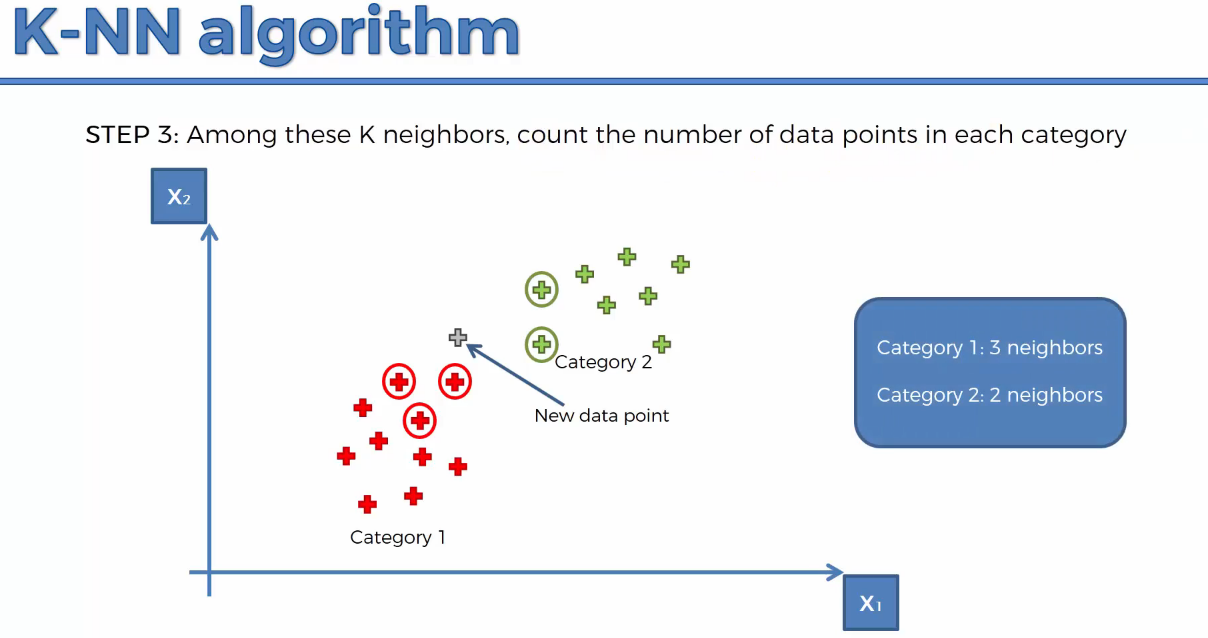 K-NN algorithm
STEP 3: Among these K neighbors, count the number of data points in each category
X2
Category 2
Category 1: 3 neighbors
Category 2: 2 neighbors
New data point
Category 1
X1